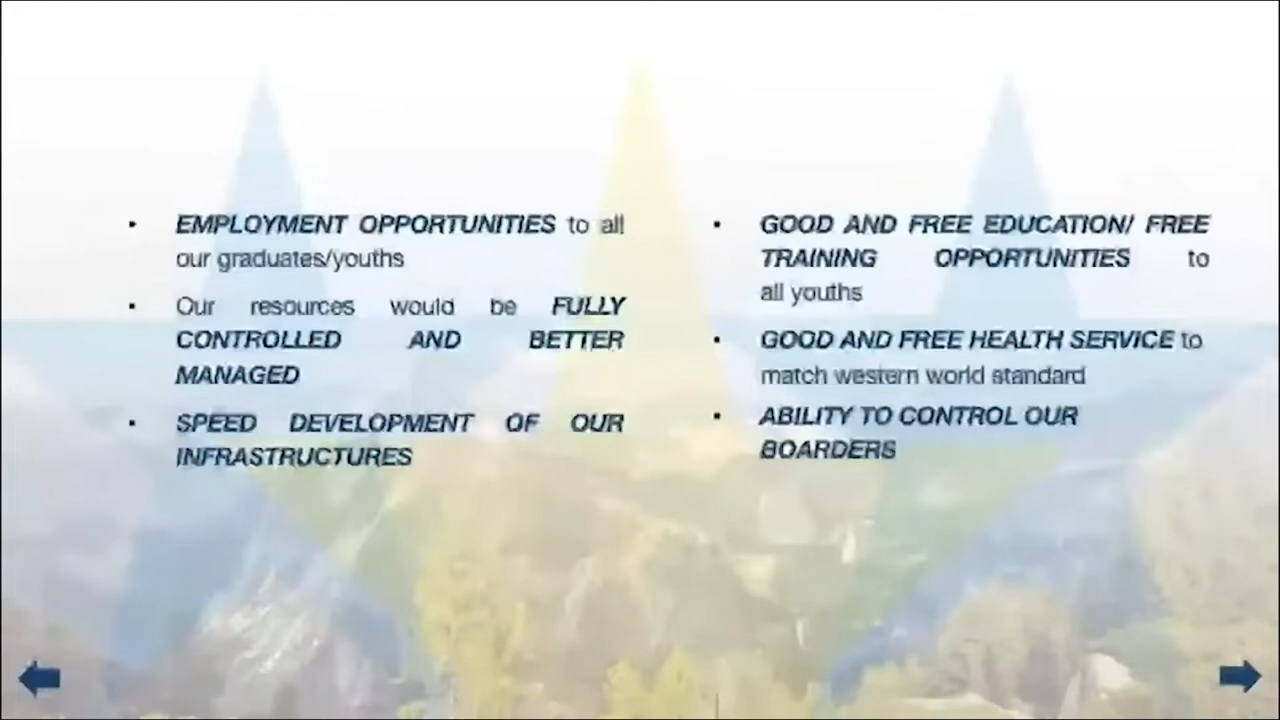 • EMPLOYMENT OPPORTUNITIES to all
our graduates/youths
• Our resources would be FULLY
CONTROLLED AND BETTER
MANAGED
• SPEED DEVELOPMENT OF OUR
INFRASTRUCTURES
• GOOD AND FREE EDUCATION/ FREE
TRAINING OPPORTUNITIES to
all youths
• GOOD AND FREE HEALTH SERVICE to
match western world standard
• ABILITY TO CONTROL OUR
BOARDERS